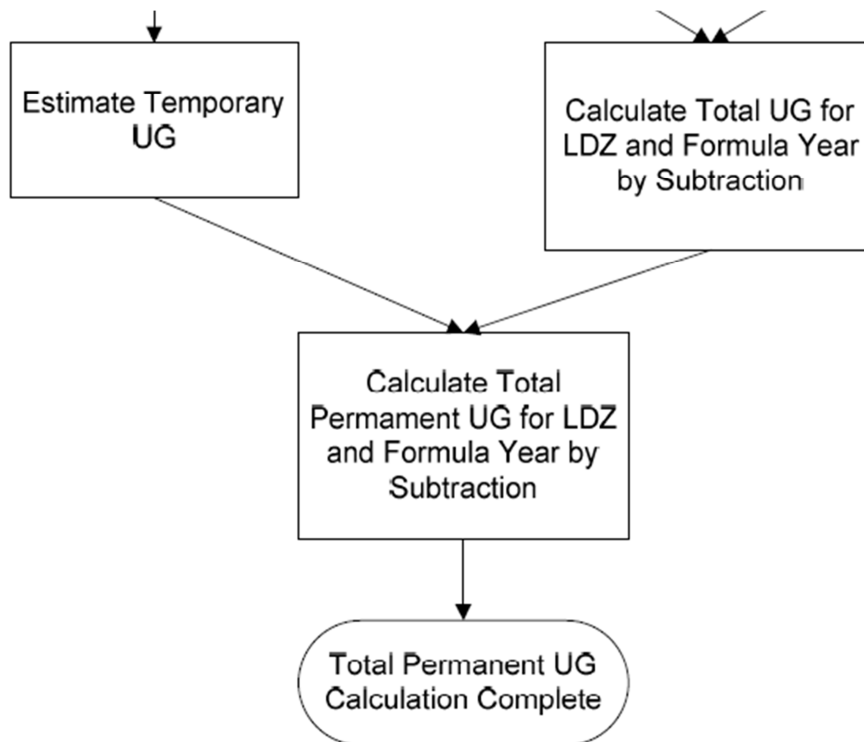 Estimate Temporary
UG
Calculate Total UG for
LDZ and Formula Year
by Subtraction
Calculate Total
Permament UG for LDZ
and Formula Year by
Subtraction
Total Permanent UG
Calculation Complete